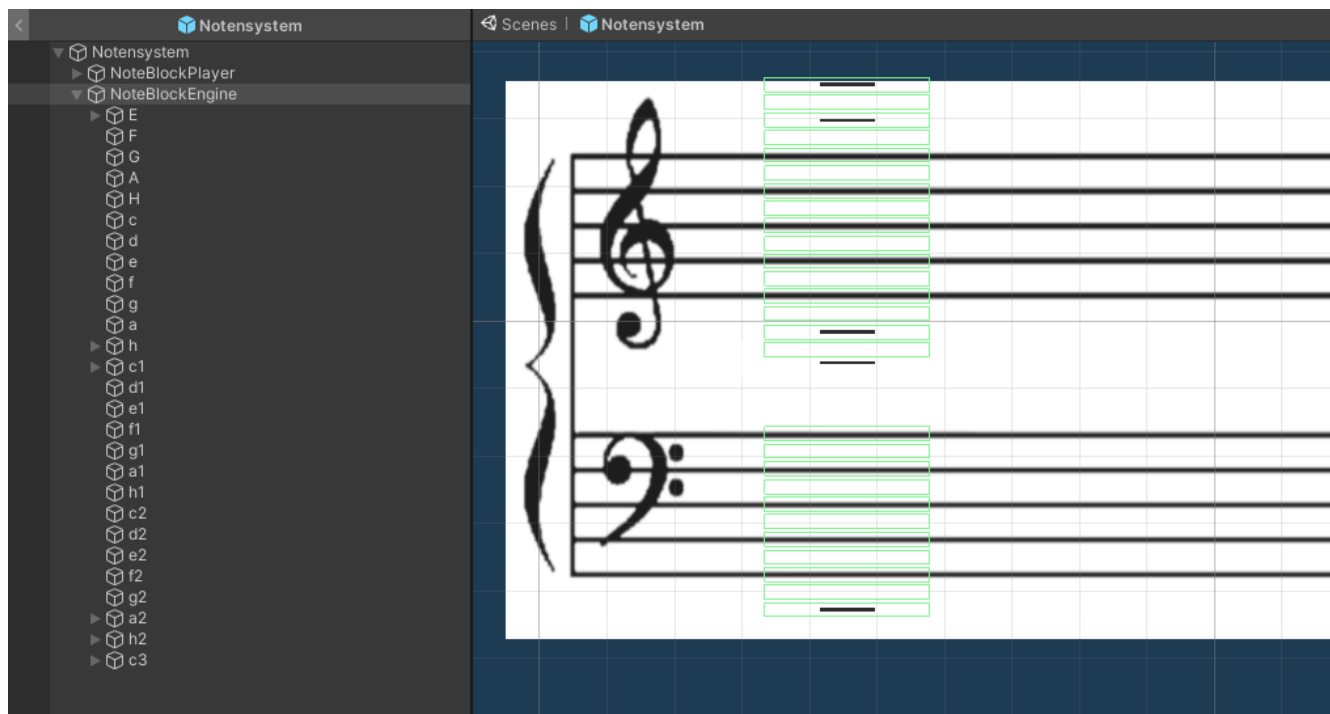 Notensystem
Scenes | Notensystem
Notensystem
NoteBlockPlayer
NoteBlockEngine
E
F
G
A
H
c
d
e
f
g
a
h
c1
d1
e1
f1
g1
a1
h1
c2
d2
e2
f2
g2
a2
h2
c3